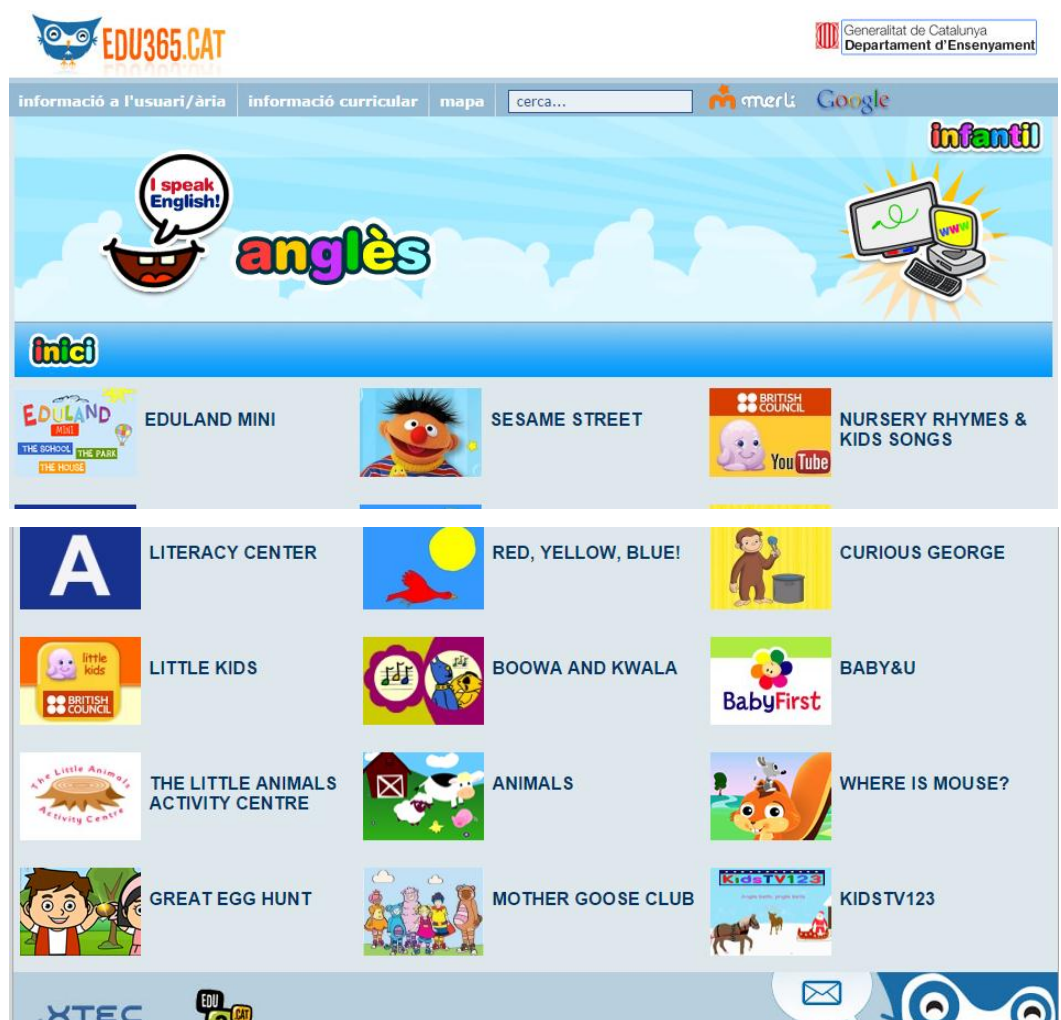 EDU365.CAT
Generalitat de Catalunya
Departament d'Ensenyament
informació a l'usuari/ària informació curricular mapa cerca... merli Google
infantil
I speak
English!
www
anglès
inici
EDULAND
MINI
THE SCHOOL THE PARK
THE HOUSE
EDULAND MINI
SESAME STREET
BRITISH
COUNCIL
YouTube
NURSERY RHYMES &
KIDS SONGS
A
LITERACY CENTER
RED, YELLOW, BLUE!
CURIOUS GEORGE
little
kids
BRITISH
COUNCIL
LITTLE KIDS
BOOWA AND KWALA
BabyFirst
BABY&U
The Little Animals
Activity Centre
THE LITTLE ANIMALS
ACTIVITY CENTRE
ANIMALS
WHERE IS MOUSE?
GREAT EGG HUNT
MOTHER GOOSE CLUB
KidsTV123
jingle bells, jingle bells
KIDSTV123
XTEC
EDU
CAT